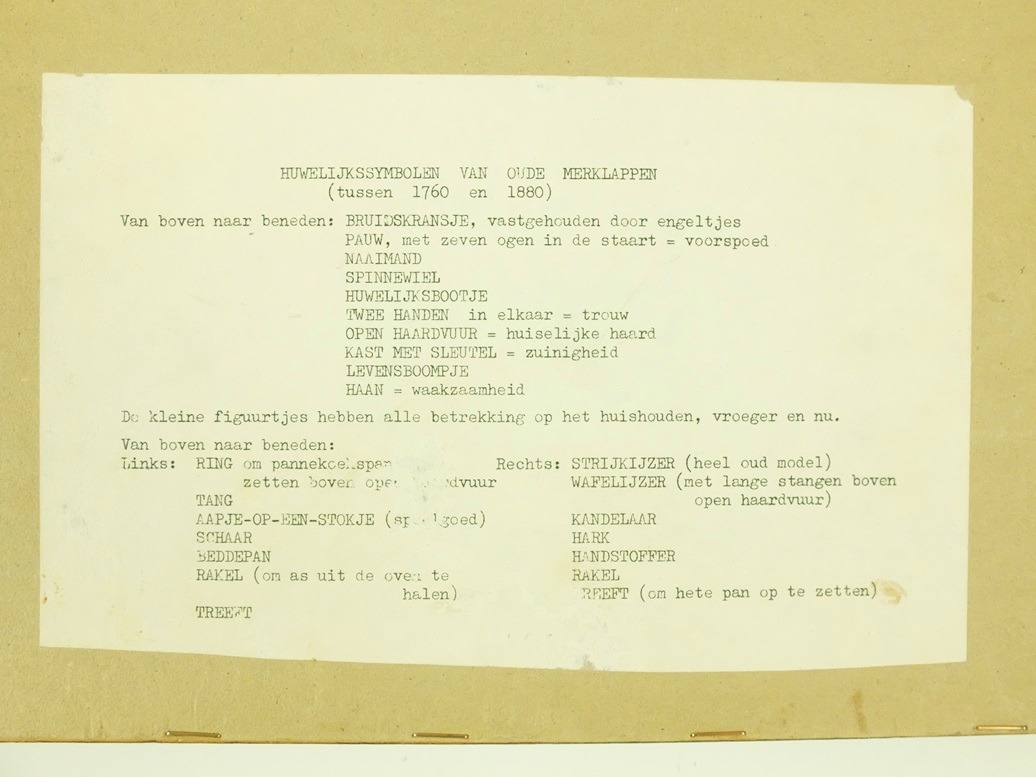 HUWELIJKSSYMBOLEN VAN OUDE MERKLAPPEN
(tussen 1760 en 1880)
Van boven naar beneden: BRUIDSKRANSJE, vastgehouden door engeltjes
PAUW, met zeven ogen in de staart = voorspoed
NAAIMAND
SPINNEWIEL
HUWELIJKSBOOTJE
TWEE HANDEN in elkaar = trouw
OPEN HAARDVUUR = huiselijke haard
KAST MET SLEUTEL = zuinigheid
LEVENSBOOMPJE
HAAN = waakzaamheid
De kleine figuurtjes hebben alle betrekking op het huishouden, vroeger en nu.
Van boven naar beneden:
Links: RING om
zetten boven
TANG
AAPJE-OP-EEN-STOKJE (speelgoed)
SCHAAR
BEDDEPAN
RAKEL (om as uit de oven te
halen)
TREEFT
Rechts: STRIJKIJZER (heel oud model)
WAFELIJZER (met lange stangen boven
open haardvuur)
KANDELAAR
HARK
HANDSTOFFER
RAKEL
TREEFT (om hete pan op te zetten)